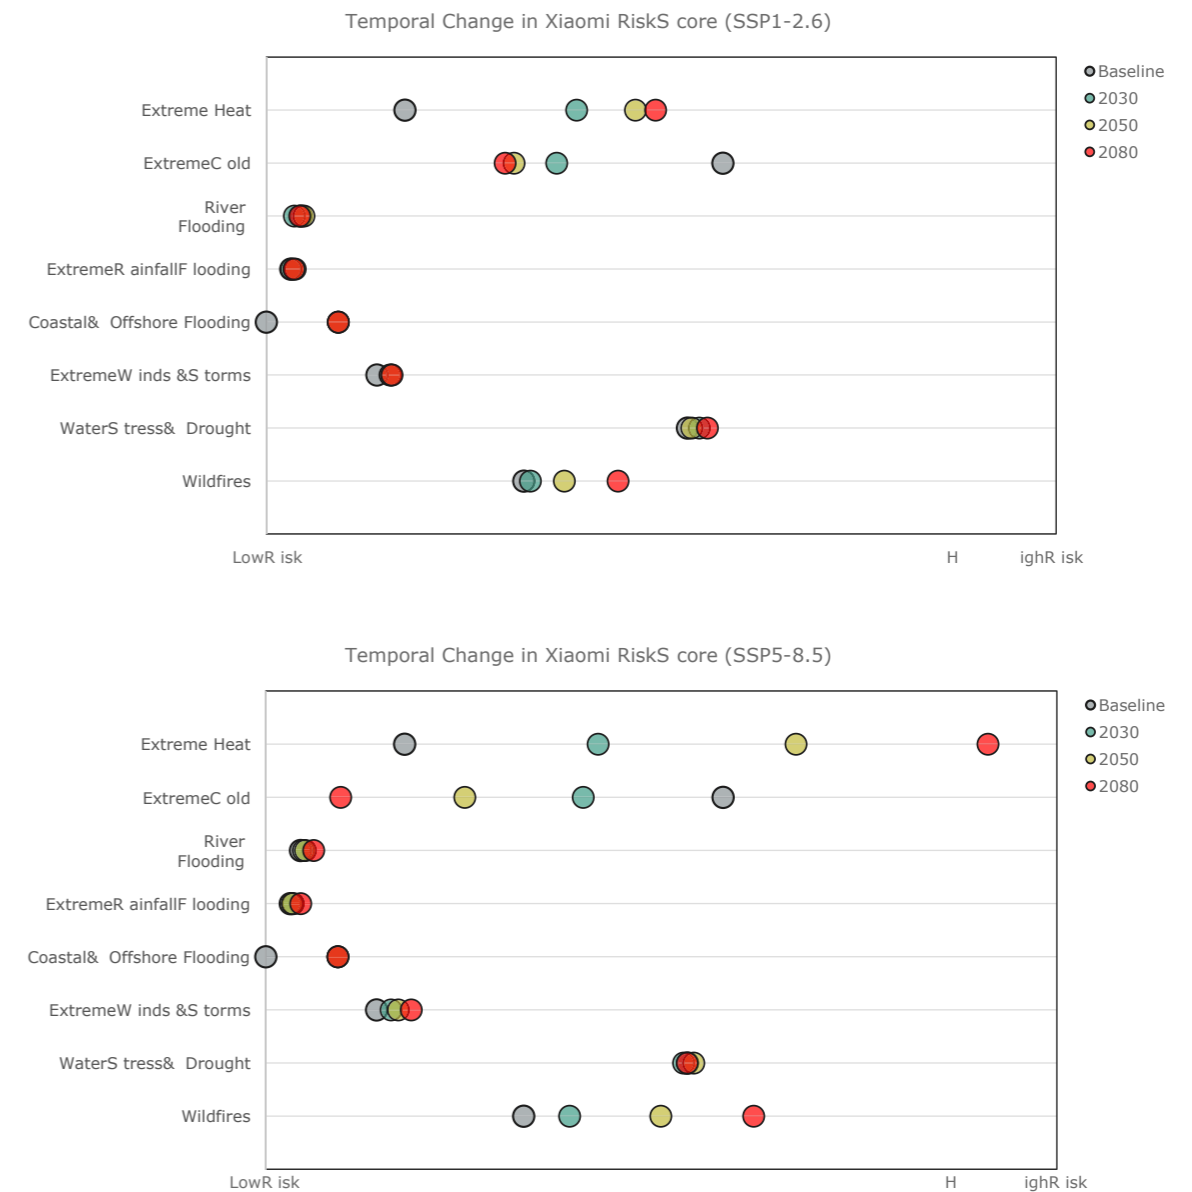 Temporal Change in Xiaomi RiskS core (SSP1-2.6)
Baseline
2030
2050
2080
Extreme Heat
ExtremeC old
River
Flooding
ExtremeR ainfallF looding
Coastal&  Offshore Flooding
ExtremeW inds &S torms
WaterS tress&  Drought
Wildfires
LowR isk H ighR isk
Temporal Change in Xiaomi RiskS core (SSP5-8.5)
Baseline
2030
2050
2080
Extreme Heat
ExtremeC old
River
Flooding
ExtremeR ainfallF looding
Coastal&  Offshore Flooding
ExtremeW inds &S torms
WaterS tress&  Drought
Wildfires
LowR isk H ighR isk